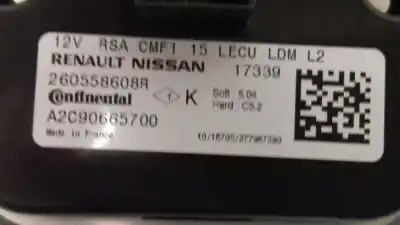 12V RSA CMF1 15 LECU LDM L2
RENAULT NISSAN 17339
260558608R
Continental K Soft 5.04
Hard C5.2
A2C90665700
Made in France